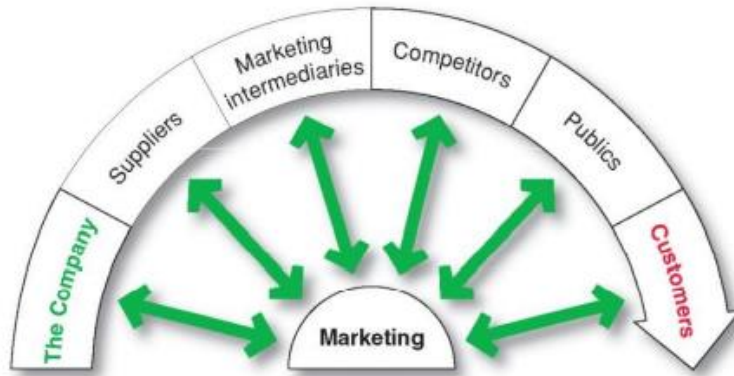 The Company
Suppliers
Marketing
intermediaries
Competitors
Publics
Customers
Marketing